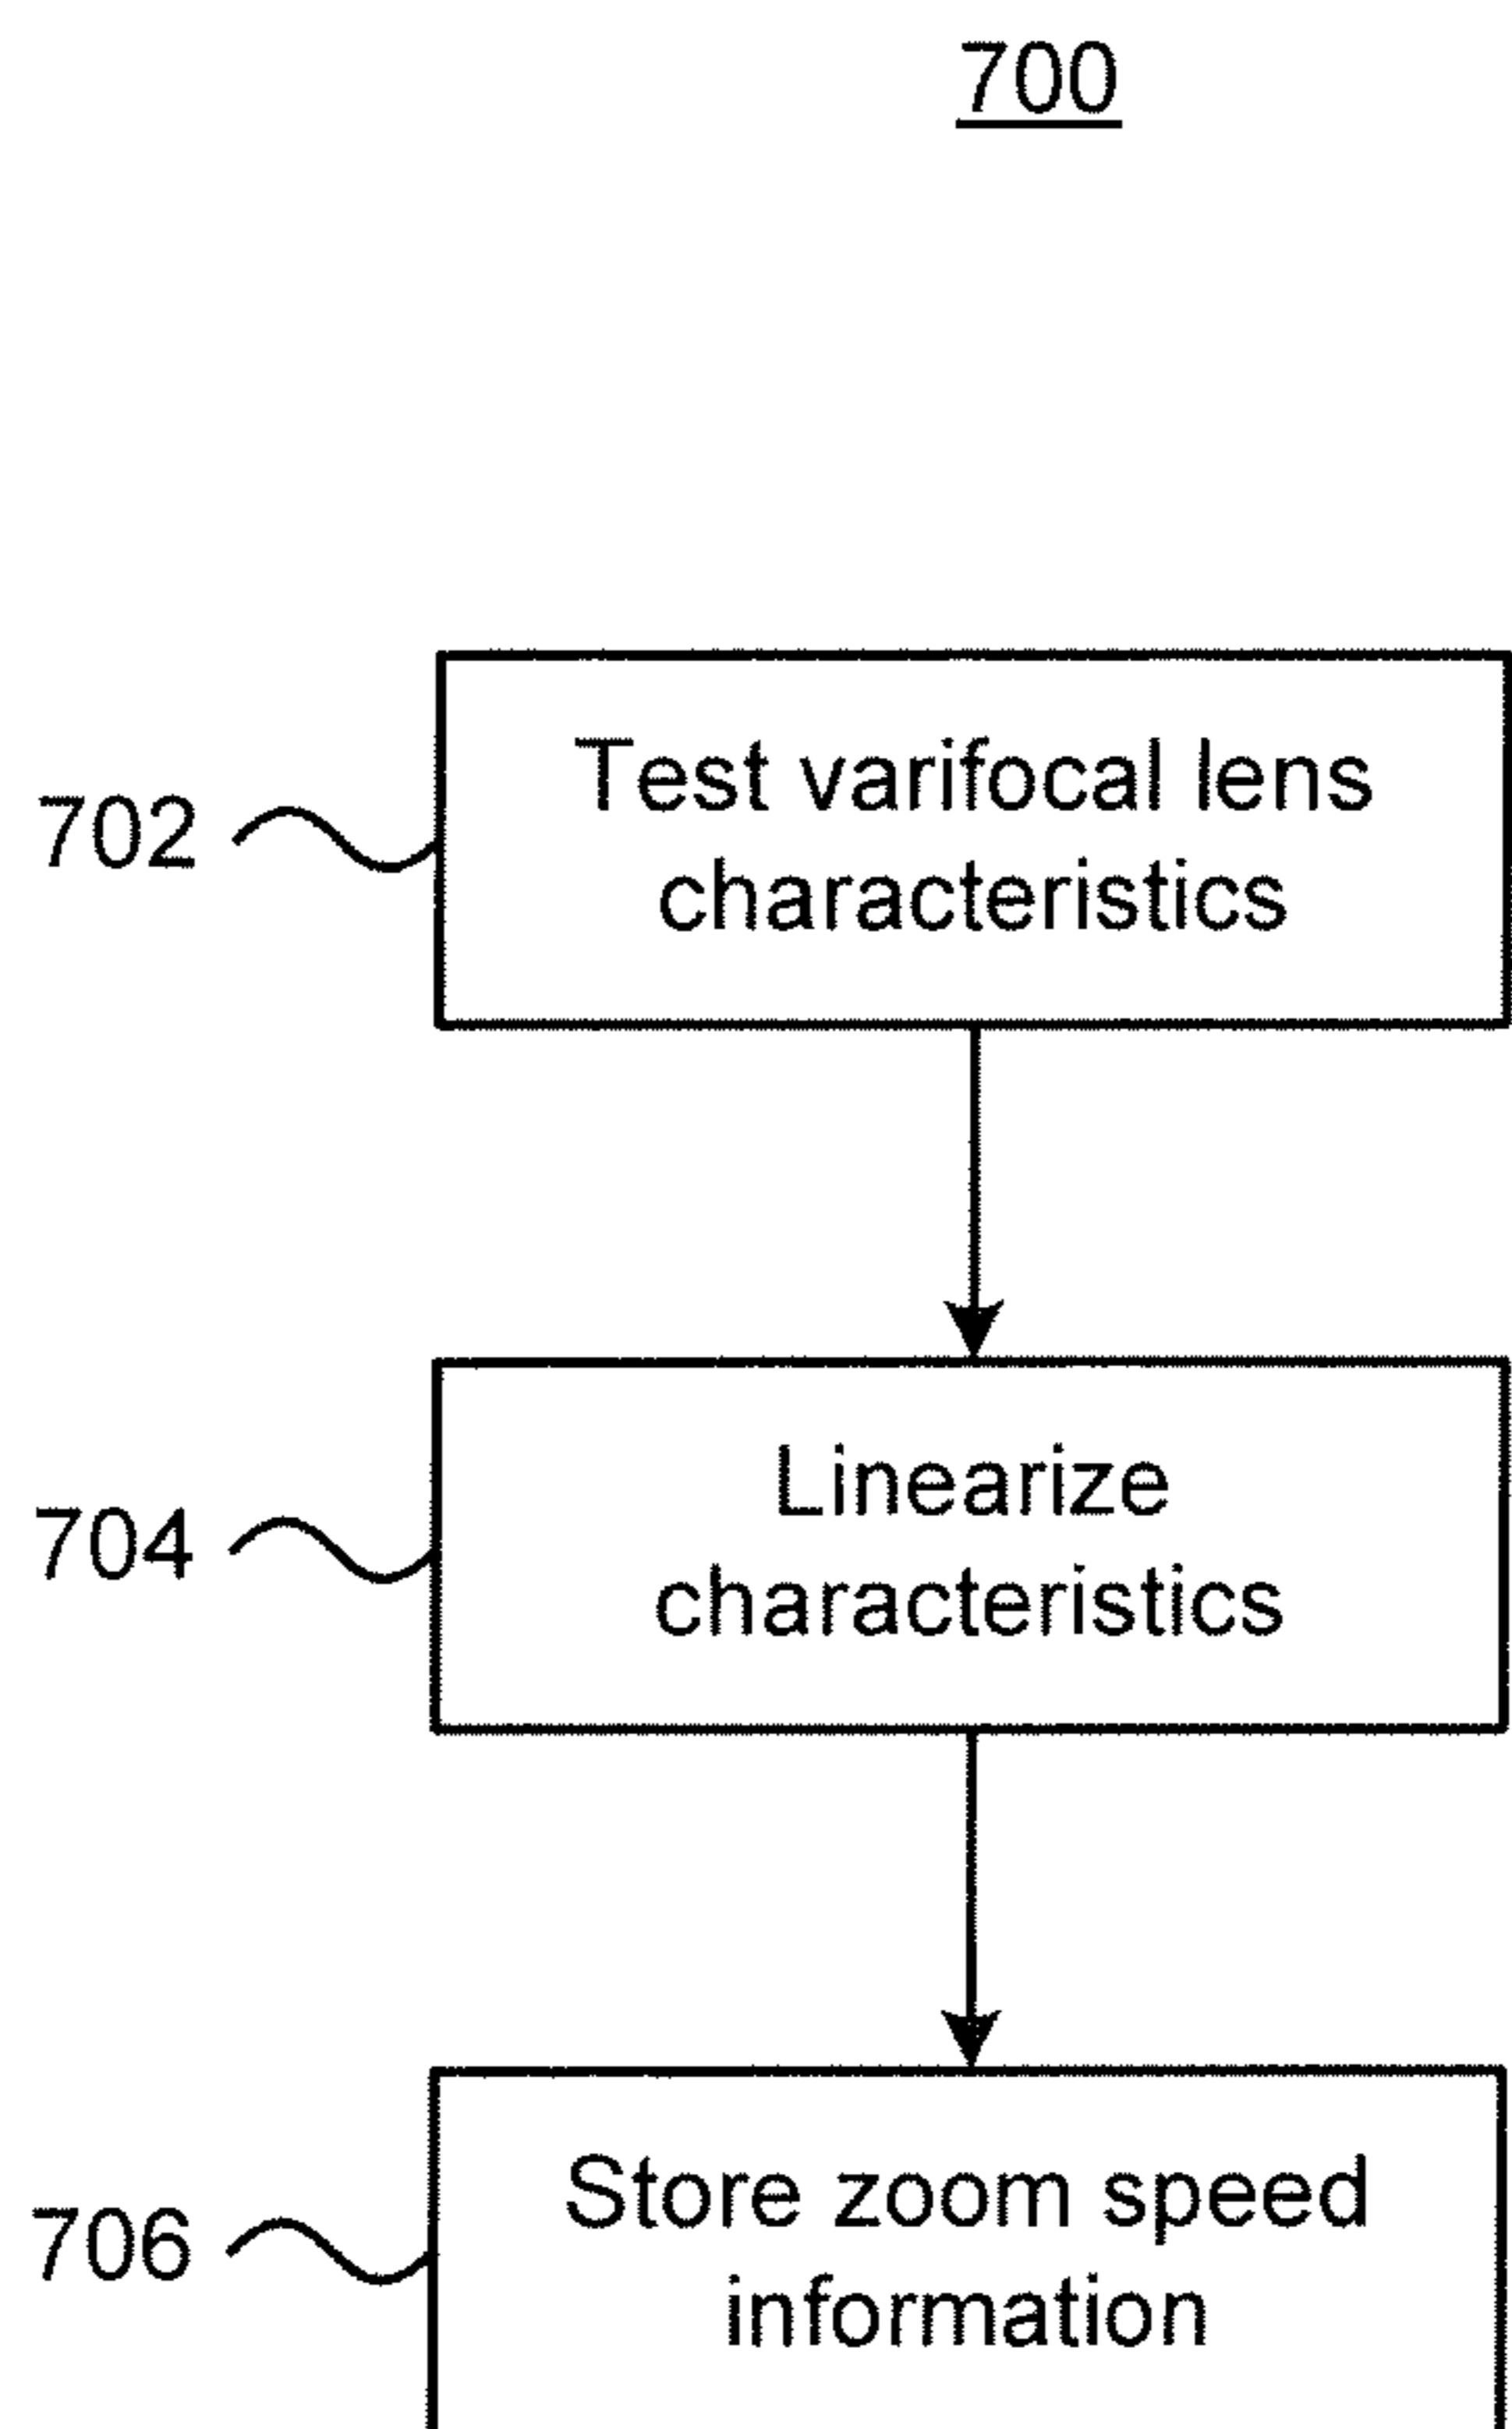 700
702
Test varifocal lens
characteristics
704
Linearize
characteristics
706
Store zoom speed
information